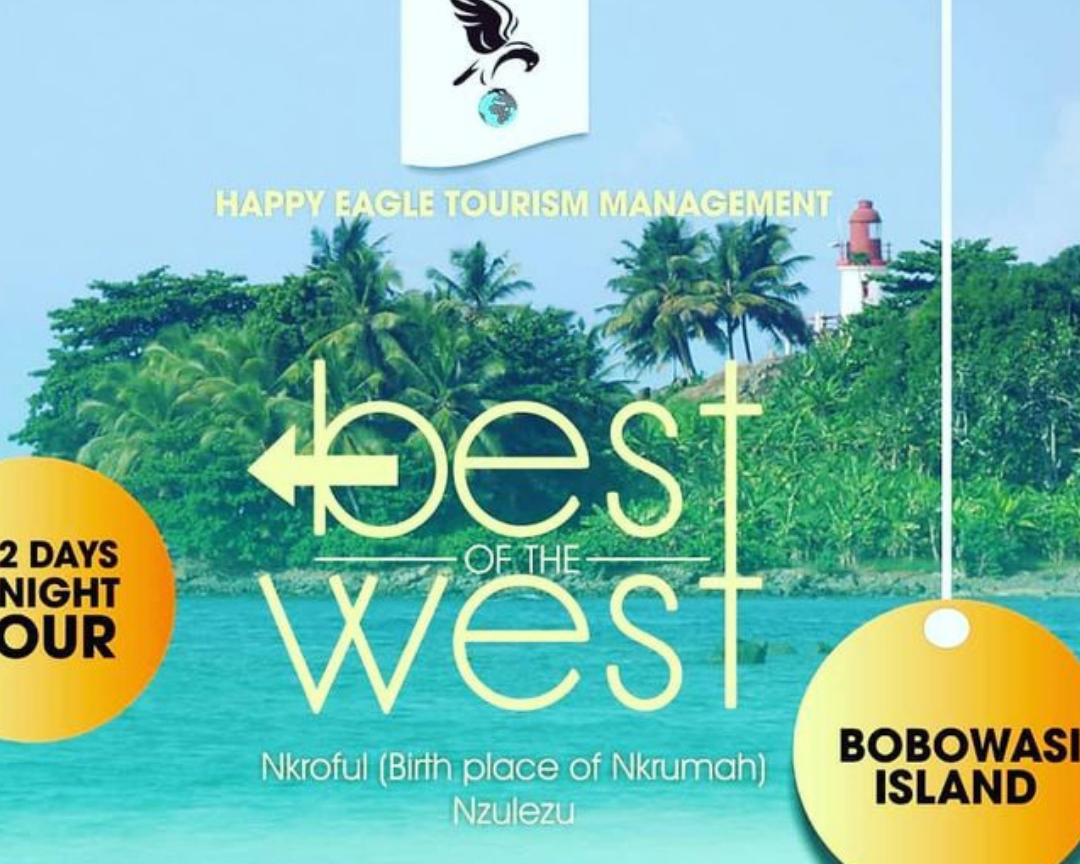 HAPPY EAGLE TOURISM MANAGEMENT
best
OF THE
west
2 DAYS
NIGHT
OUR
Nkroful (Birth place of Nkrumah)
Nzulezu
BOBOWASI
ISLAND